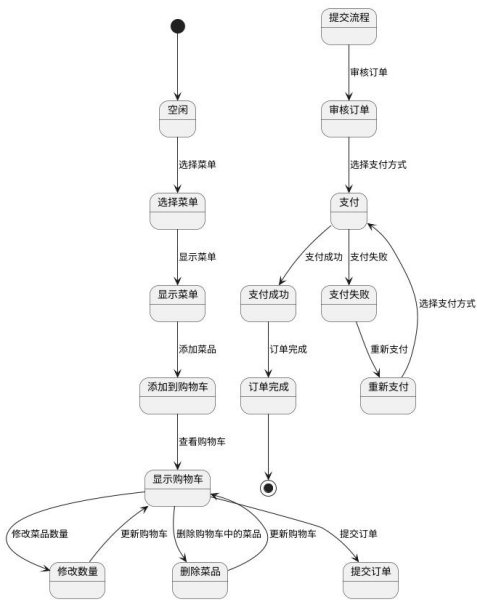 提交流程
审核订单
空闲
审核订单
选择菜单
选择支付方式
选择菜单
支付
显示菜单
支付成功
支付失败
显示菜单
支付成功
支付失败
选择支付方式
添加菜品
订单完成
重新支付
添加到购物车
订单完成
重新支付
查看购物车
显示购物车
修改菜品数量
更新购物车
删除购物车中的菜品
更新购物车
提交订单
修改数量
删除菜品
提交订单